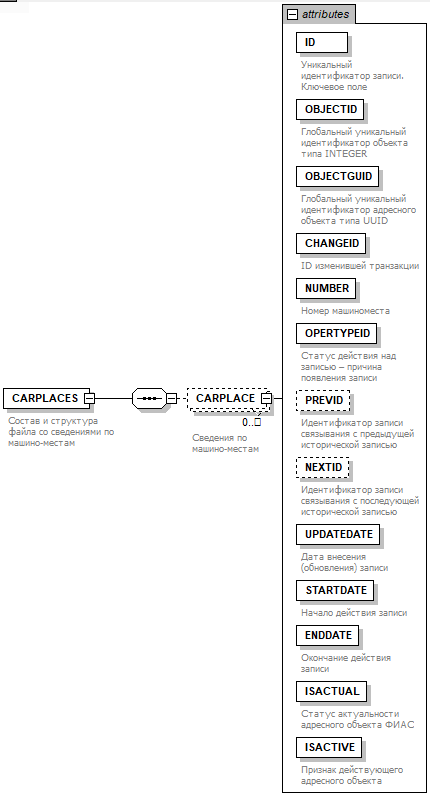 attributes
ID
Уникальный
идентификатор записи.
Ключевое поле
OBJECTID
Глобальный уникальный
идентификатор объекта
типа INTEGER
OBJECTGUID
Глобальный уникальный
идентификатор адресного
объекта типа UUID
CHANGEID
ID изменившей транзакции
NUMBER
Номер машиноместа
OPERTYPEID
Статус действия над
записью – причина
появления записи
CARPLACES
Состав и структура
файла со сведениями по
машино-местам
CARPLACE
0..
Сведения по
машино-местам
PREVID
Идентификатор записи
связывания с предыдущей
исторической записью
NEXTID
Идентификатор записи
связывания с последующей
исторической записью
UPDATEDATE
Дата внесения
(обновления) записи
STARTDATE
Начало действия записи
ENDDATE
Окончание действия
записи
ISACTUAL
Статус актуальности
адресного объекта ФИАС
ISACTIVE
Признак действующего
адресного объекта